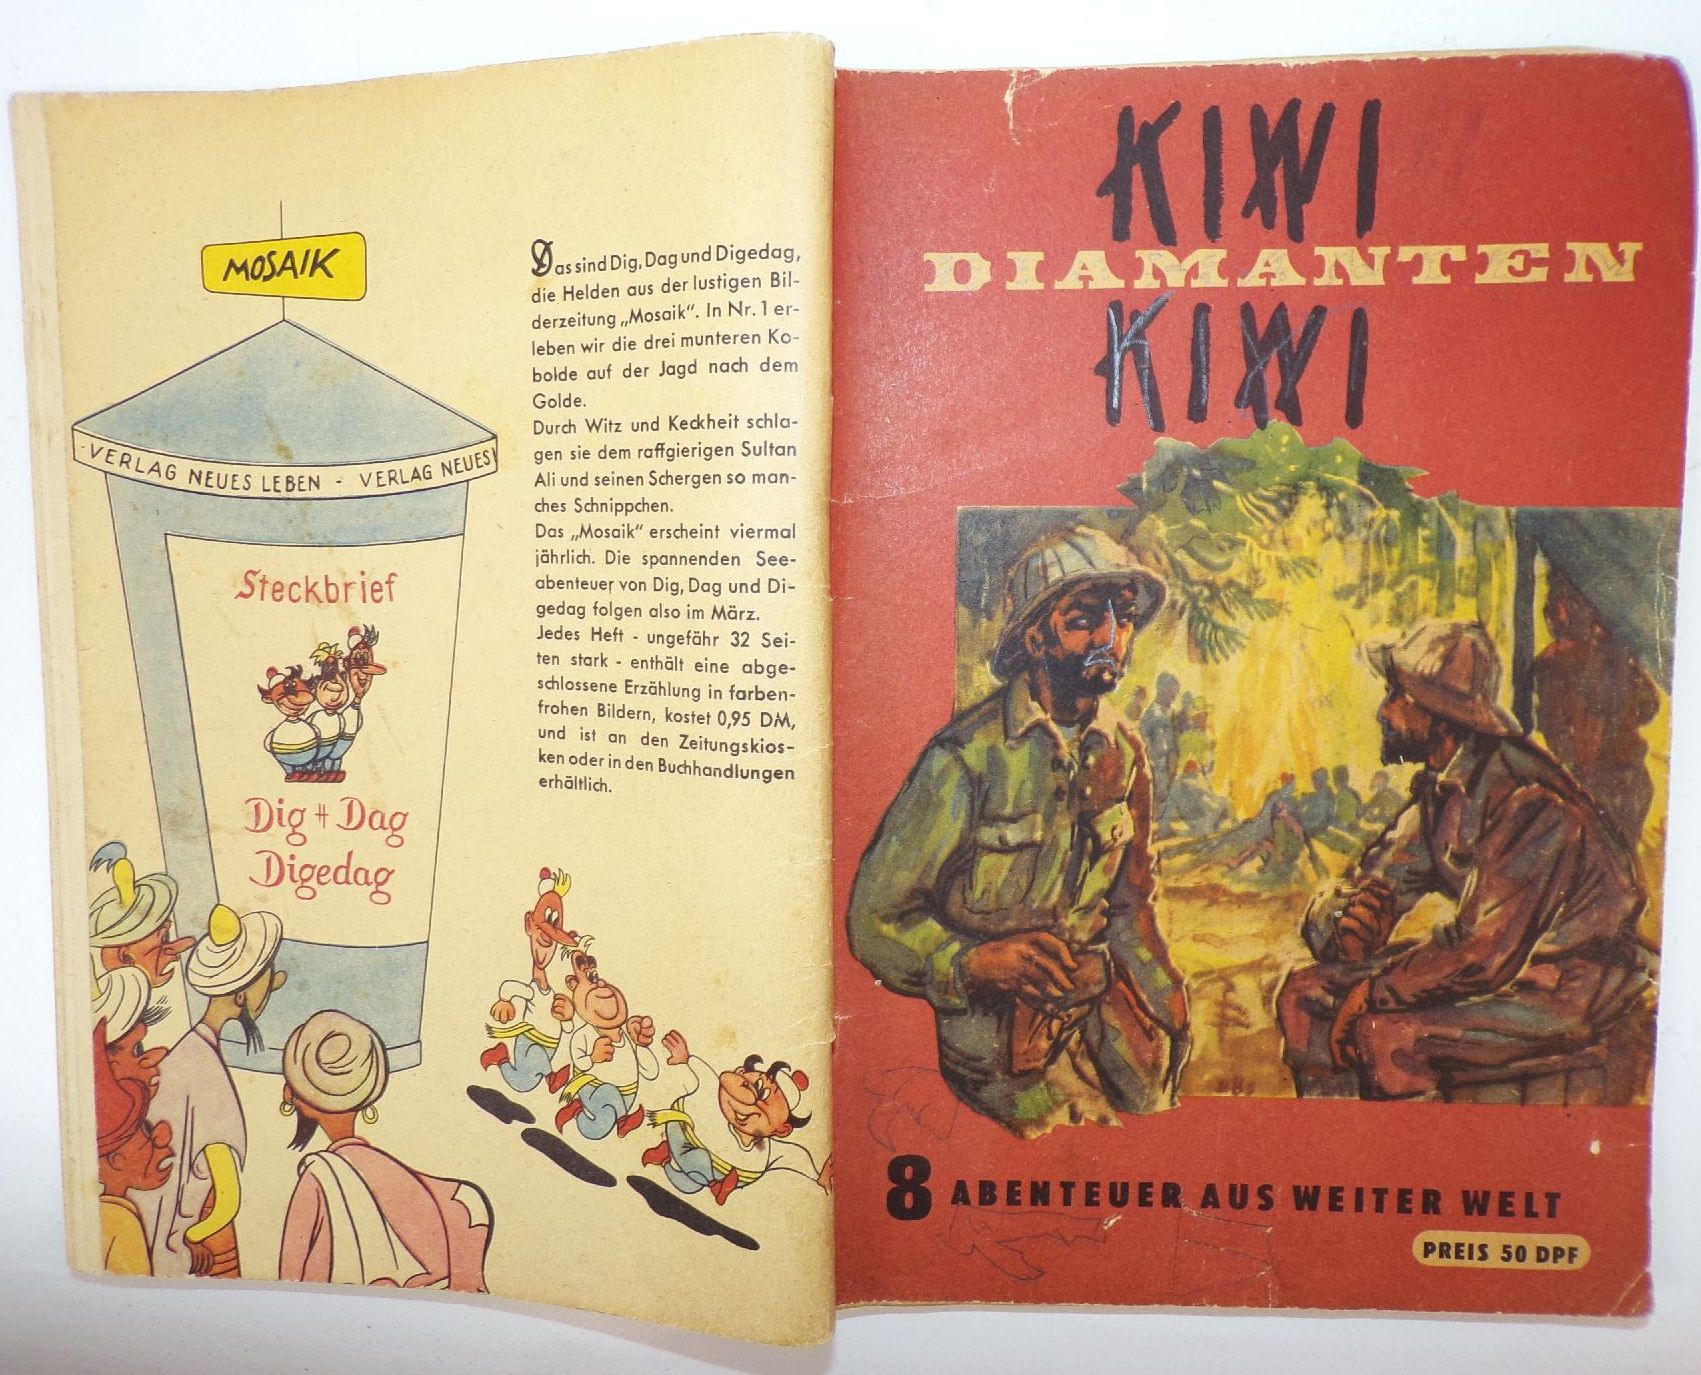 MOSAIK
-VERLAG NEUES LEBEN - VERLAG NEUES
Steckbrief
Dig + Dag
Digedag
Das sind Dig, Dag und Digedag,
die Helden aus der lustigen Bil-
derzeitung „Mosaik“. In Nr. 1 er-
leben wir die drei munteren Ko-
bolde auf der Jagd nach dem
Golde.
Durch Witz und Keckheit schla-
gen sie dem raffgierigen Sultan
Ali und seinen Schergen so man-
ches Schnippchen.
Das „Mosaik“ erscheint viermal
jährlich. Die spannenden See-
abenteuer von Dig, Dag und Di-
gedag folgen also im März.
Jedes Heft - ungefähr 32 Sei-
ten stark - enthält eine abge-
schlossene Erzählung in farben-
frohen Bildern, kostet 0,95 DM,
und ist an den Zeitungskios-
ken oder in den Buchhandlungen
erhältlich.
KIWI
DIAMANTEN
KIWI
8 ABENTEUER AUS WEITER WELT
PREIS 50 DPF